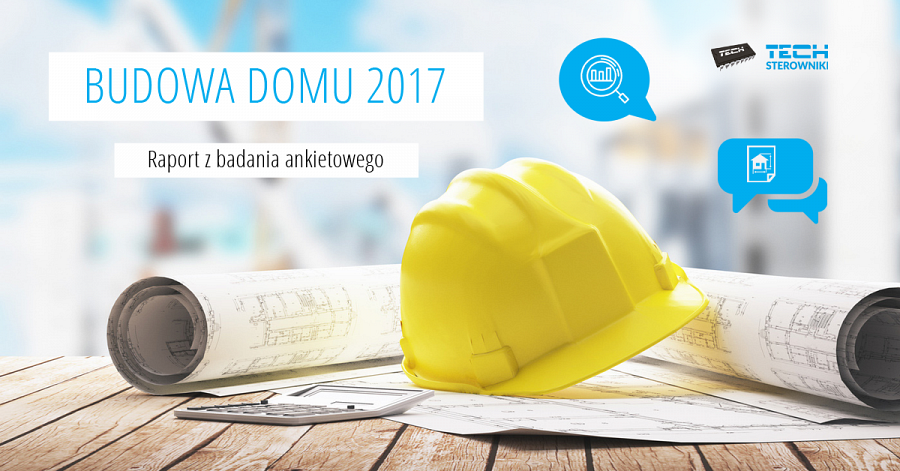 BUDOWA DOMU 2017
Raport z badania ankietowego
TECH
TECH
STEROWNIKI